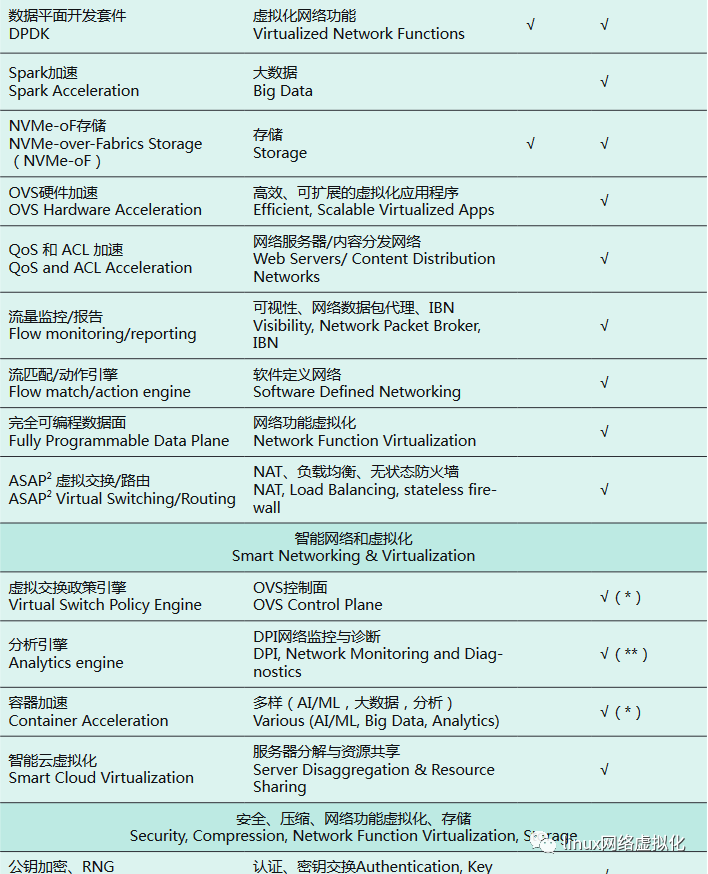 数据平面开发套件
DPDK
虚拟化网络功能
Virtualized Network Functions
√
√
Spark加速
Spark Acceleration
大数据
Big Data
√
NVMe-oF存储
NVMe-over-Fabrics Storage
（NVMe-oF）
存储
Storage
√
√
OVS硬件加速
OVS Hardware Acceleration
高效、可扩展的虚拟化应用程序
Efficient, Scalable Virtualized Apps
√
QoS 和 ACL 加速
QoS and ACL Acceleration
网络服务器/内容分发网络
Web Servers/ Content Distribution
Networks
√
流量监控/报告
Flow monitoring/reporting
可视性、网络数据包代理、IBN
Visibility, Network Packet Broker,
IBN
√
流匹配/动作引擎
Flow match/action engine
软件定义网络
Software Defined Networking
√
完全可编程数据面
Fully Programmable Data Plane
网络功能虚拟化
Network Function Virtualization
√
ASAP² 虚拟交换/路由
ASAP² Virtual Switching/Routing
NAT、负载均衡、无状态防火墙
NAT, Load Balancing, stateless fire-
wall
√
智能网络和虚拟化
Smart Networking & Virtualization
虚拟交换政策引擎
Virtual Switch Policy Engine
OVS控制面
OVS Control Plane
√（*）
分析引擎
Analytics engine
DPI网络监控与诊断
DPI, Network Monitoring and Diag-
nostics
√（**）
容器加速
Container Acceleration
多样（AI/ML，大数据，分析）
Various (AI/ML, Big Data, Analytics)
√（*）
智能云虚拟化
Smart Cloud Virtualization
服务器分解与资源共享
Server Disaggregation & Resource
Sharing
√
安全、压缩、网络功能虚拟化、存储
Security, Compression, Network Function Virtualization, Storage
linux网络虚拟化
公钥加密、RNG
认证、密钥交换Authentication, Key
√